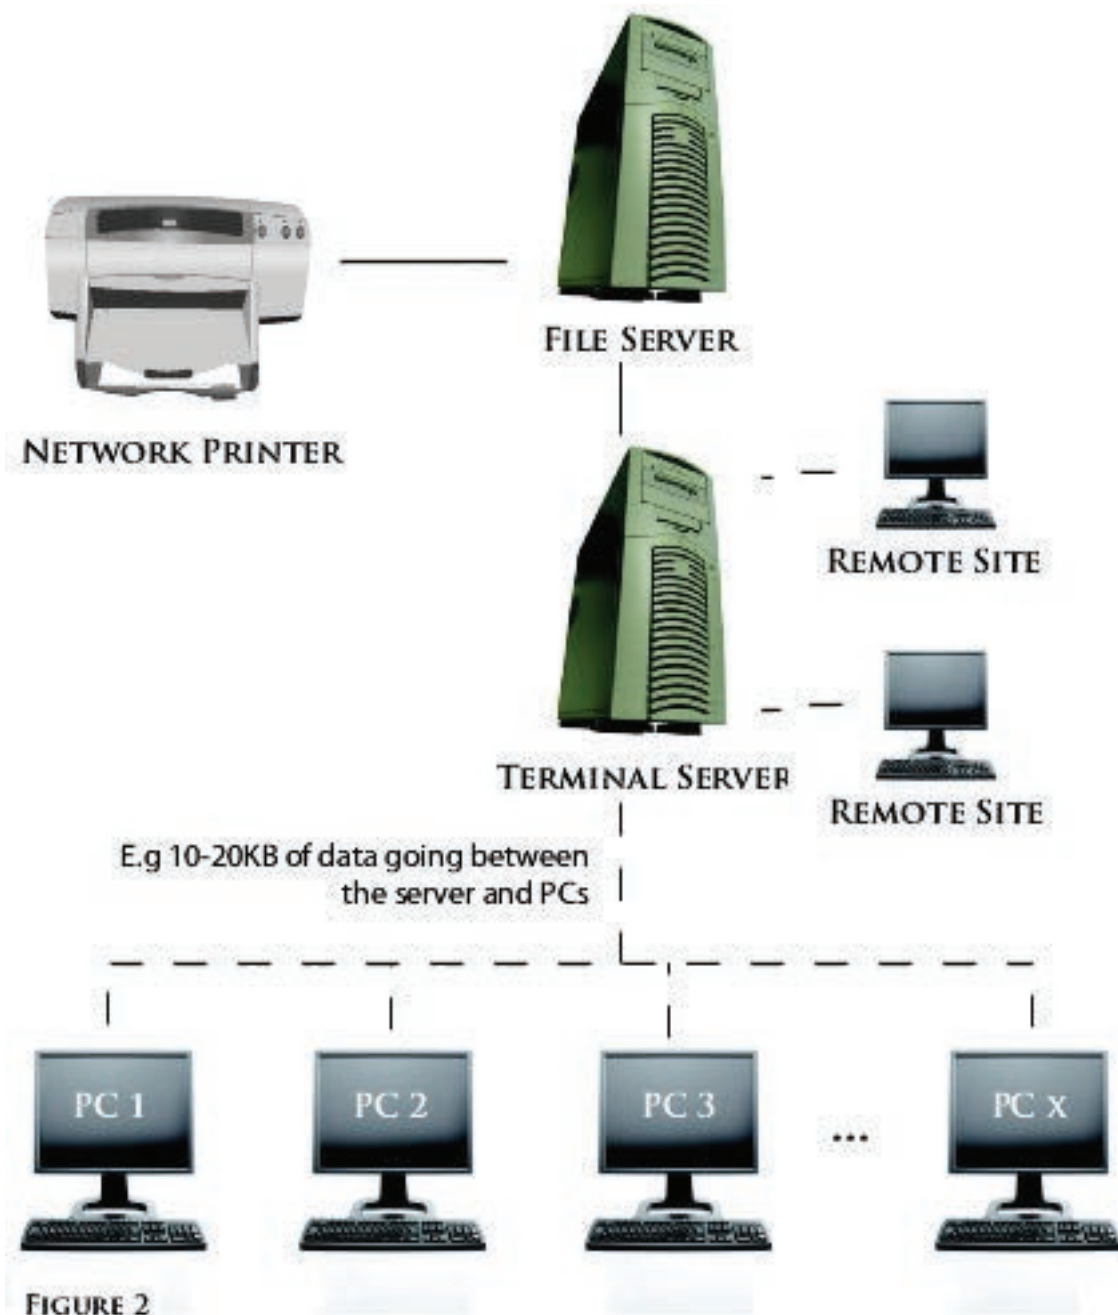 FILE SERVER
NETWORK PRINTER
REMOTE SITE
TERMINAL SERVER
REMOTE SITE
E.g 10-20KB of data going between
the server and PCs
PC 1
PC 2
PC 3
...
PC X
FIGURE 2